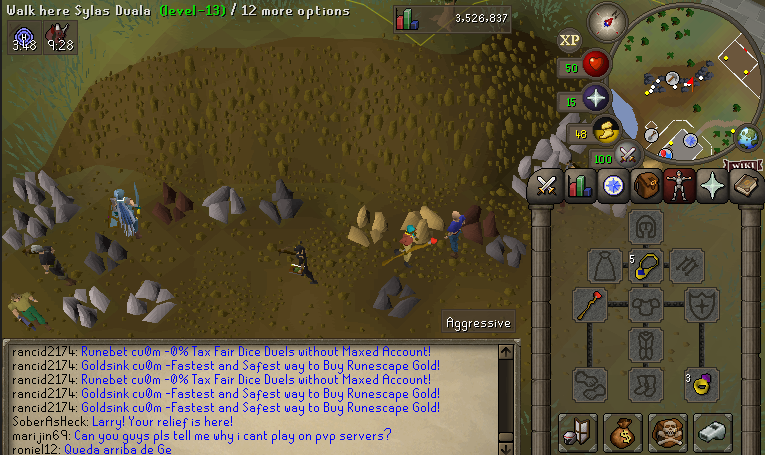 Walk here Sylas Duala (level-13) / 12 more options
3,526,837
3:48 9:28
XP
50
15
48
100
WIKI
5
3
Aggressive
rancid2174: Runebet cu0m -0% Tax Fair Dice Duels without Maxed Account!
rancid2174: Goldsink cu0m -Fastest and Safest way to Buy Runescape Gold!
rancid2174: Runebet cu0m -0% Tax Fair Dice Duels without Maxed Account!
rancid2174: Goldsink cu0m -Fastest and Safest way to Buy Runescape Gold!
rancid2174: Goldsink cu0m -Fastest and Safest way to Buy Runescape Gold!
SoberAsHeck: Larry! Your relief is here!
marijin69: Can you guys pls tell me why i cant play on pvp servers?
roniel12: Queda arriba de Ge